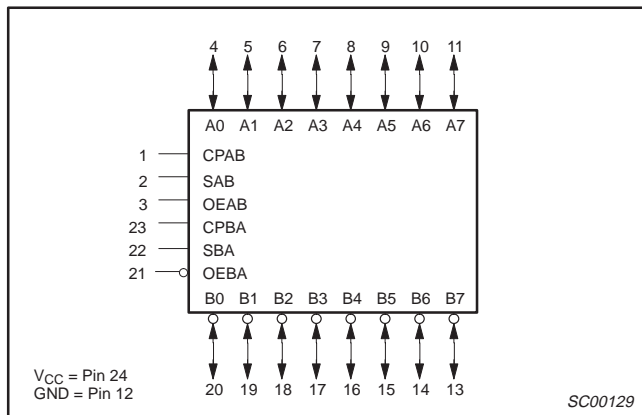 4 5 6 7 8 9 10 11
A0 A1 A2 A3 A4 A5 A6 A7
1 CPAB
2 SAB
3 OEAB
23 CPBA
22 SBA
21 OEBA
B0 B1 B2 B3 B4 B5 B6 B7
20 19 18 17 16 15 14 13
VCC = Pin 24
GND = Pin 12
SC00129